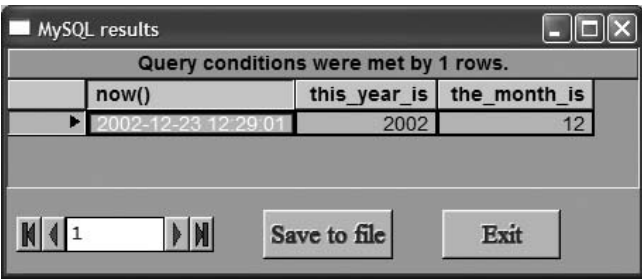 MySQL results
Query conditions were met by 1 rows.
now() this_year_is the_month_is
2002-12-23 12:29:01 2002 12
1 Save to file Exit